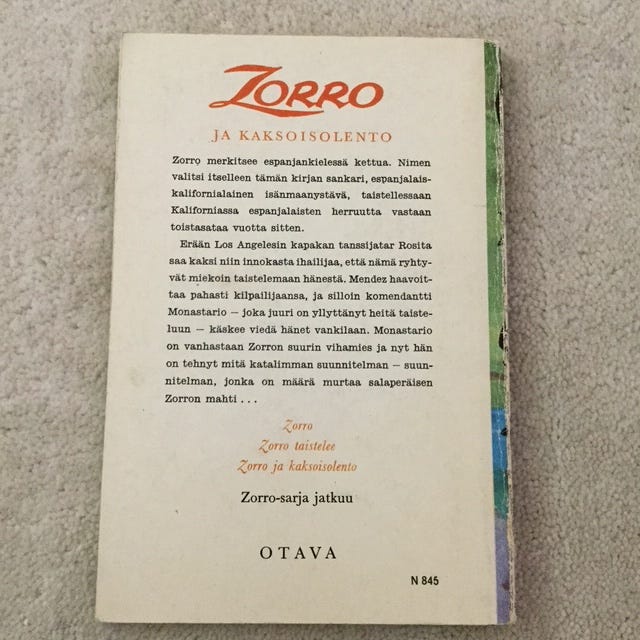 ZORRO
JA KAKSOISOLENTO
Zorro merkitsee espanjankielessä kettua. Nimen
valitsi itselleen tämän kirjan sankari, espanjalais-
kalifornialainen isänmaanystävä, taistellessaan
Kaliforniassa espanjalaisten herruutta vastaan
toistasataa vuotta sitten.
Erään Los Angelesin kapakan tanssijatar Rosita
saa kaksi niin innokasta ihailijaa, että nämä ryhty-
vät miekoin taistelemaan hänestä. Mendez haavoit-
taa pahasti kilpailijaansa, ja silloin komendantti
Monastario – joka juuri on yllyttänyt heitä taiste-
luun – käskee viedä hänet vankilaan. Monastario
on vanhastaan Zorron suurin vihamies ja nyt hän
on tehnyt mitä katalimman suunnitelman – suun-
nitelman, jonka on määrä murtaa salaperäisen
Zorron mahti . . .
Zorro
Zorro taistelee
Zorro ja kaksoisolento
Zorro-sarja jatkuu
OTAVA
N 845